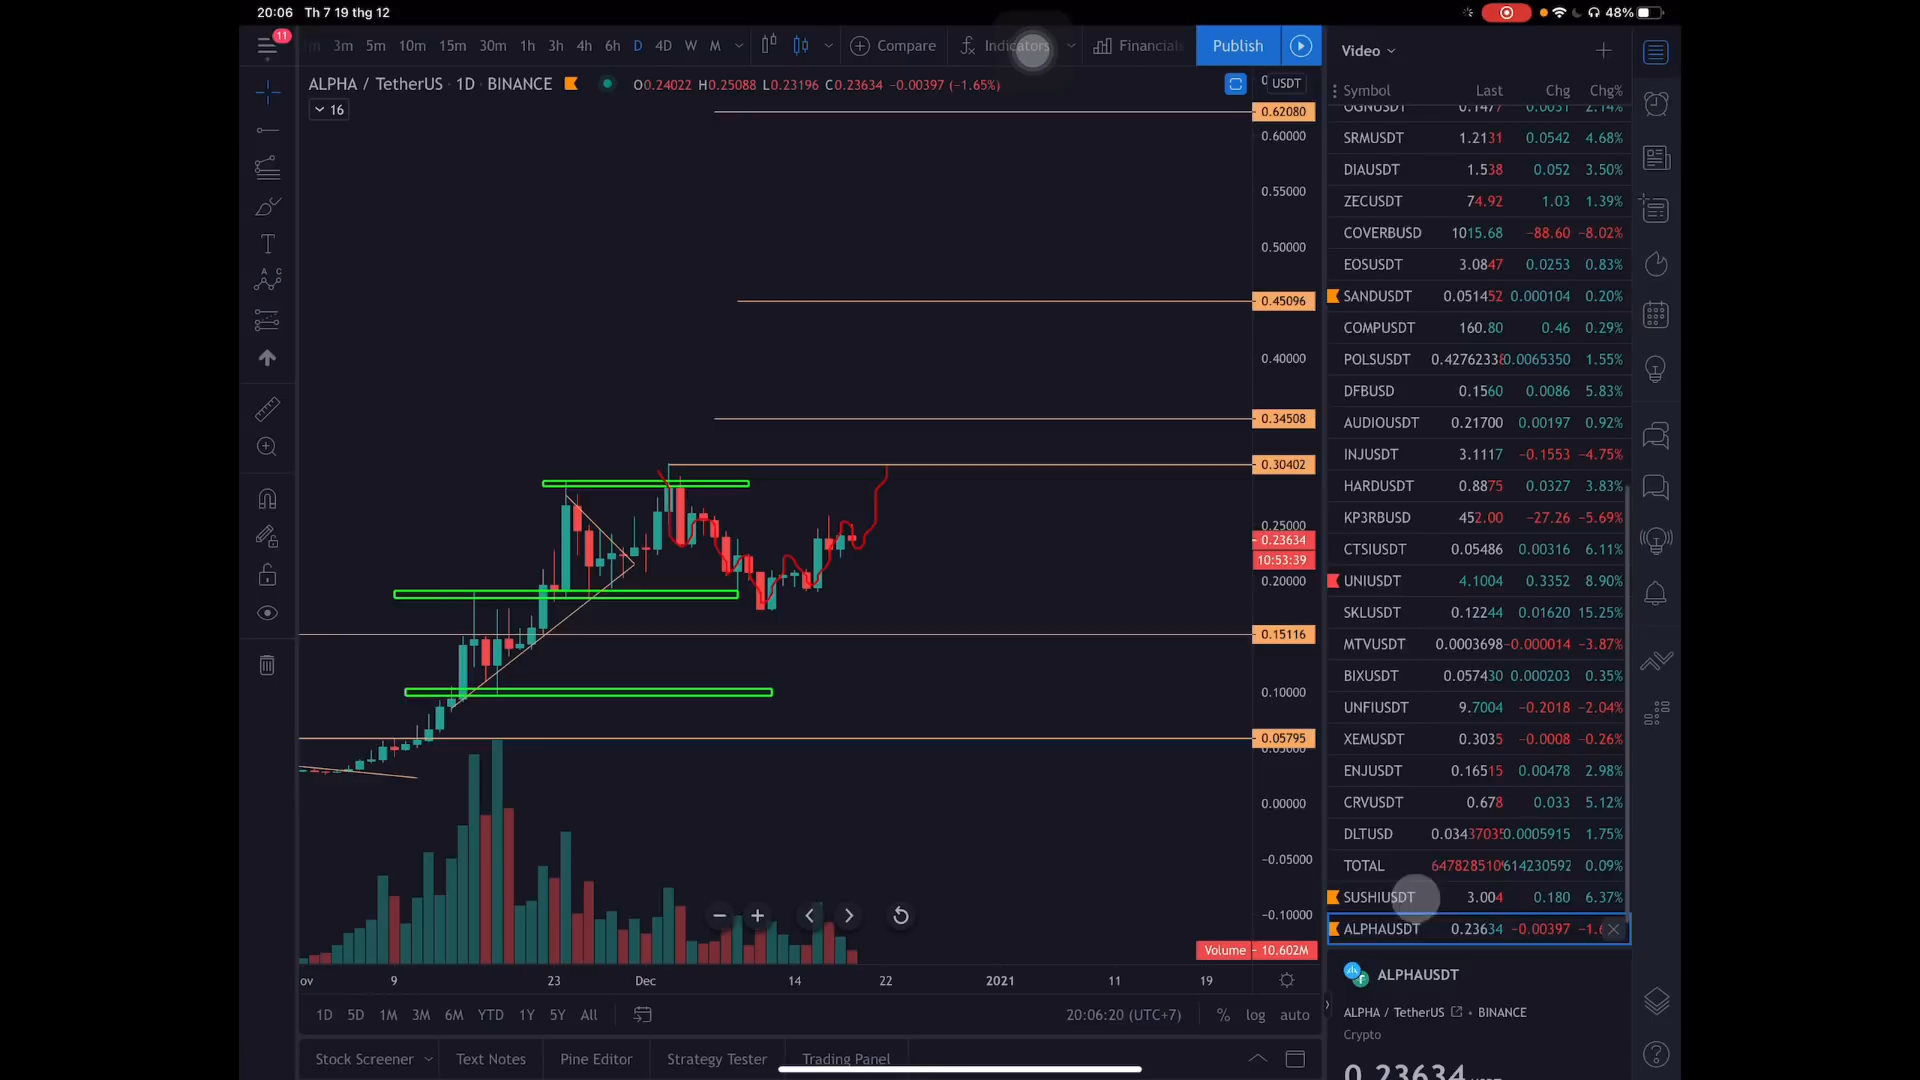 20:06 Th 7 19 thg 12
48%
11
3m 5m 10m 15m 30m 1h 3h 4h 6h D 4D W M
Compare
Indicators
Financials
Publish
Video
ALPHA / TetherUS · 1D · BINANCE
O0.24022 H0.25088 L0.23196 C0.23634 −0.00397 (−1.65%)
USDT
16
0.62080
0.60000
0.55000
0.50000
0.45096
0.40000
0.34508
0.30402
0.25000
0.23634
10:53:39
0.20000
0.15116
0.10000
0.05795
0.00000
−0.05000
−0.10000
Volume 10.602M
ov 9 23 Dec 14 22 2021 11 19
1D 5D 1M 3M 6M YTD 1Y 5Y All
20:06:20 (UTC+7) % log auto
Stock Screener Text Notes Pine Editor Strategy Tester Trading Panel
Symbol Last Chg Chg%
OGNUSDT 0.1477 0.0031 2.14%
SRMUSDT 1.2131 0.0542 4.68%
DIAUSDT 1.538 0.052 3.50%
ZECUSDT 74.92 1.03 1.39%
COVERBUSD 1015.68 −88.60 −8.02%
EOSUSDT 3.0847 0.0253 0.83%
SANDUSDT 0.051452 0.000104 0.20%
COMPUSDT 160.80 0.46 0.29%
POLSUSDT 0.42762338 0.0065350 1.55%
DFBUSD 0.1560 0.0086 5.83%
AUDIOUSDT 0.21700 0.00197 0.92%
INJUSDT 3.1117 −0.1553 −4.75%
HARDUSDT 0.8875 0.0327 3.83%
KP3RBUSD 452.00 −27.26 −5.69%
CTSIUSDT 0.05486 0.00316 6.11%
UNIUSDT 4.1004 0.3352 8.90%
SKLUSDT 0.12244 0.01620 15.25%
MTVUSDT 0.0003698 −0.000014 −3.87%
BIXUSDT 0.057430 0.000203 0.35%
UNFIUSDT 9.7004 −0.2018 −2.04%
XEMUSDT 0.3035 −0.0008 −0.26%
ENJUSDT 0.16515 0.00478 2.98%
CRVUSDT 0.678 0.033 5.12%
DLTUSD 0.0343703 0.0005915 1.75%
TOTAL 647828510 614230592 0.09%
SUSHIUSDT 3.004 0.180 6.37%
ALPHAUSDT 0.23634 −0.00397
ALPHAUSDT
ALPHA / TetherUS • BINANCE
Crypto
0.23634